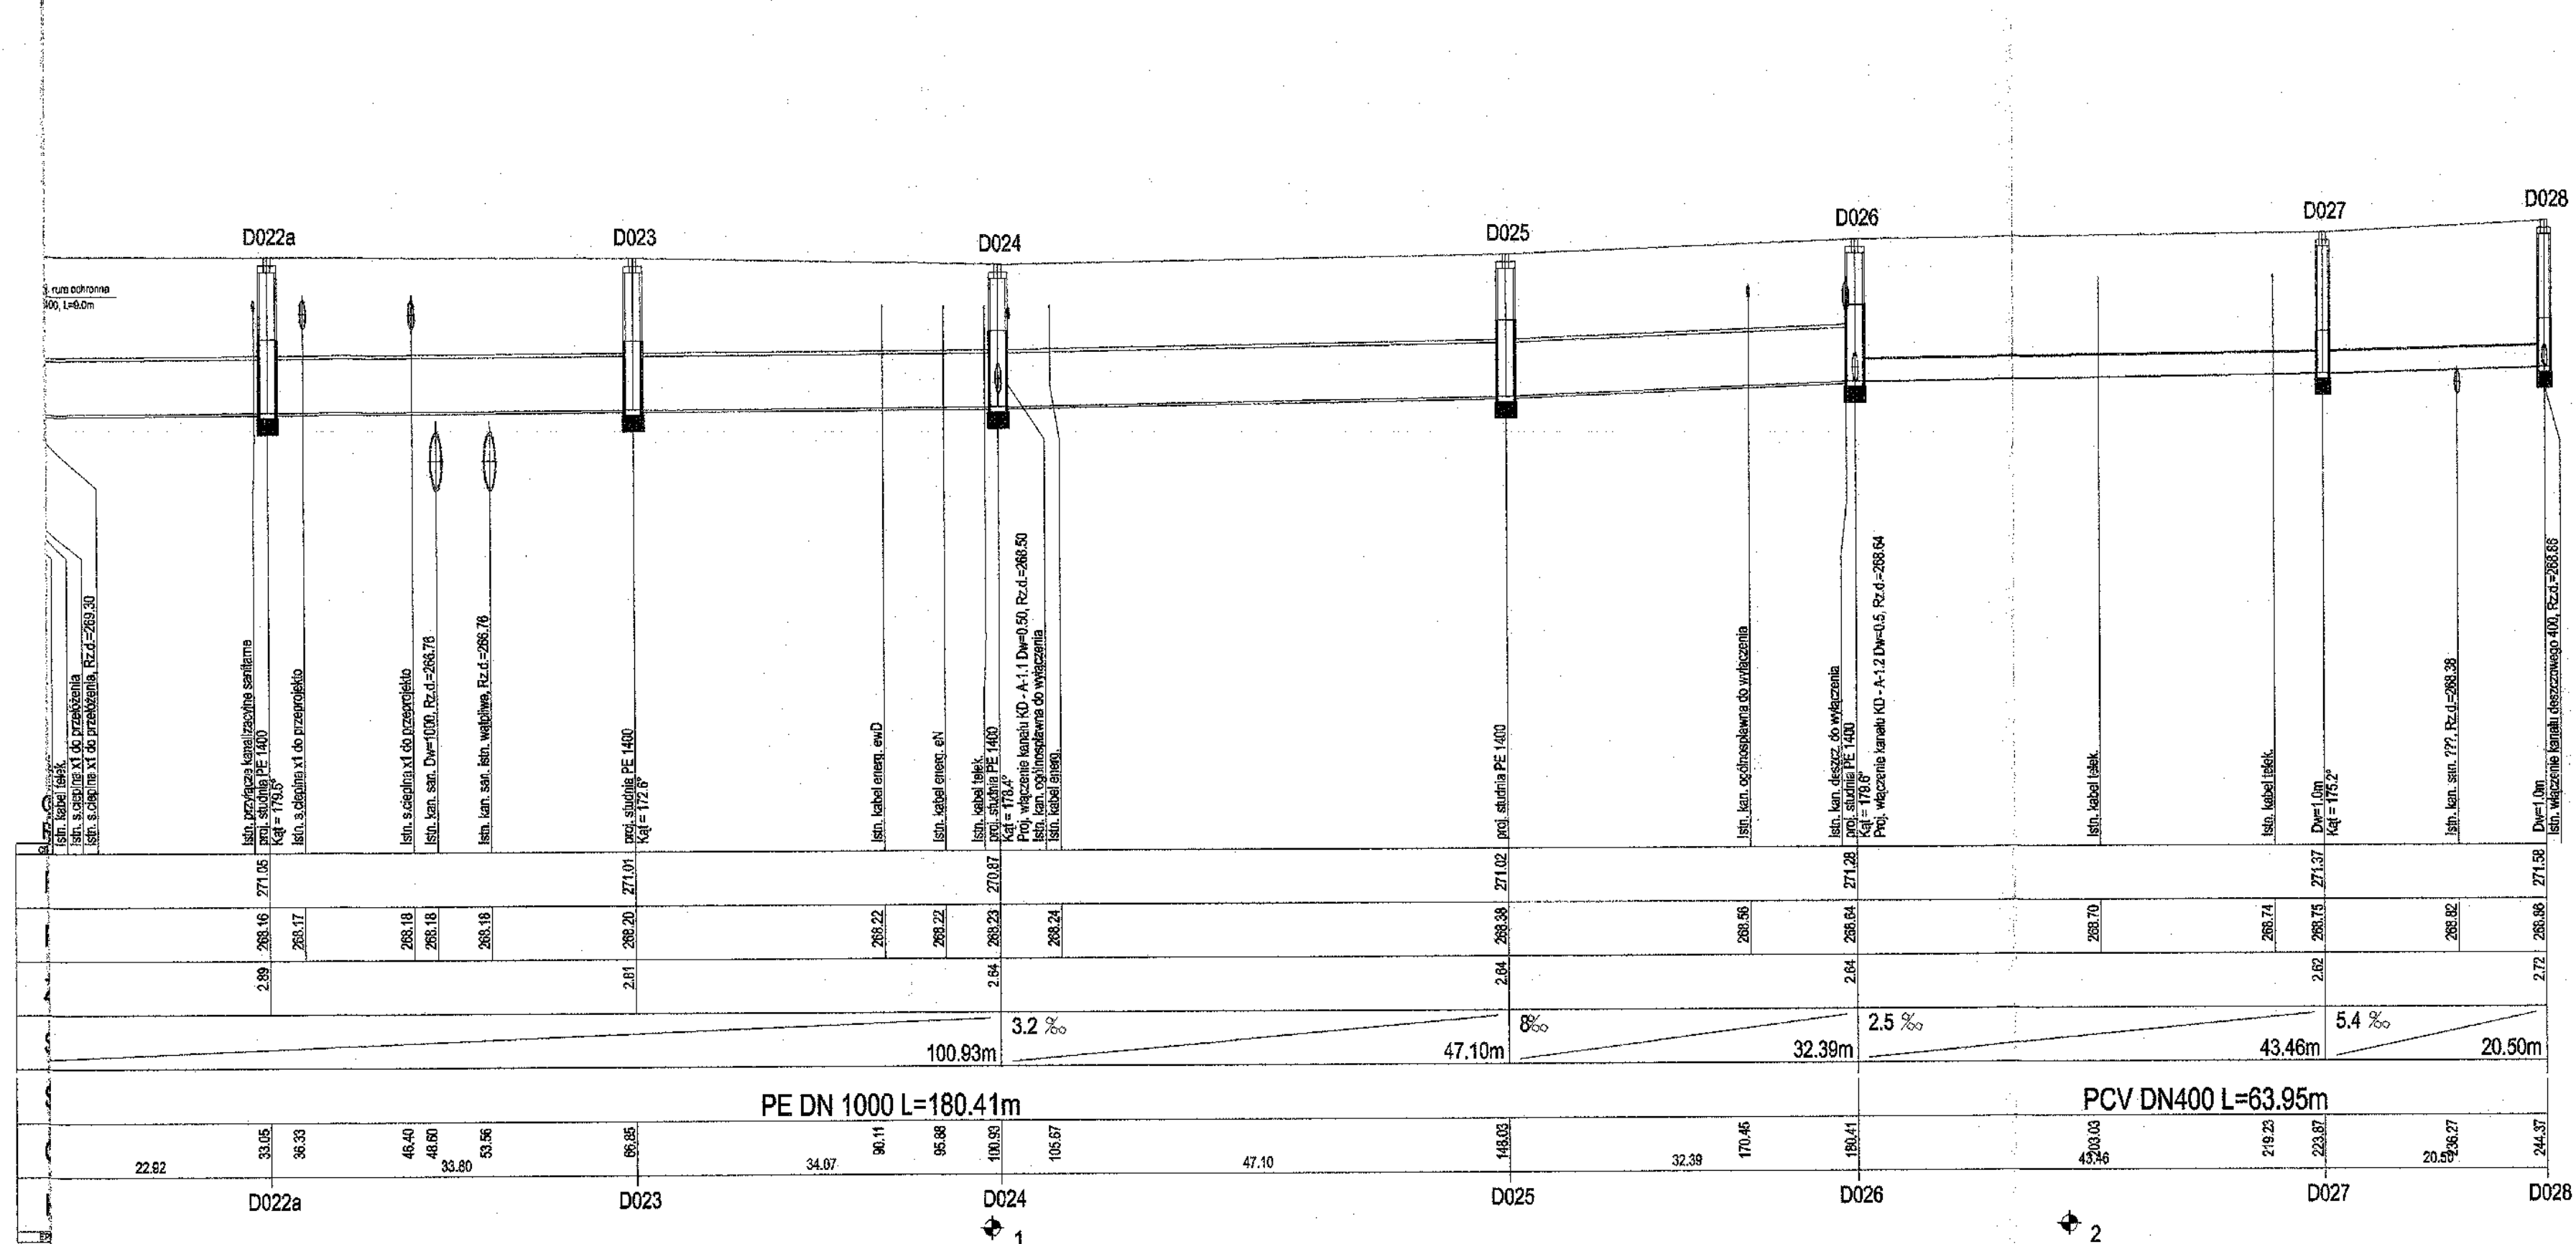 D022a
D023
D024
D025
D026
D027
D028
rura ochronna
L=9.0m
Istn. kabel telek.
Istn. s.cieplna x1 do przełożenia
Istn. s.cieplna x1 do przełożenia, Rz.d.=269.30
Istn. przyłącze kanalizacyjne sanitarne
proj. studnia PE 1400
Kąt = 179.5°
Istn. s.cieplna x1 do przeprojekto
Istn. s.cieplna x1 do przeprojekto
Istn. kan. san. Dw=1000, Rz.d.=266.76
Istn. kan. san. istn. wątpliwa, Rz.d.=266.76
proj. studnia PE 1400
Kąt = 172.6°
Istn. kabel energ. ewD
Istn. kabel energ. eN
Istn. kabel telek.
proj. studnia PE 1400
Kąt = 178.4°
Proj. włączenie kanału KD - A-1.1 Dw=0.50, Rz.d.=268.50
Istn. kan. ogólnospławna do wyłączenia
Istn. kabel energ.
proj. studnia PE 1400
Istn. kan. ogólnospławna do wyłączenia
Istn. kan. deszcz. do wyłączenia
proj. studnia PE 1400
Kąt = 179.6°
Proj. włączenie kanału KD - A-1.2 Dw=0.5, Rz.d.=268.64
Istn. kabel telek.
Istn. kabel telek.
Dw=1.0m
Kąt = 175.2°
Istn. kan. san. ???, Rz.d.=268.38
Dw=1.0m
Istn. włączenie kanału deszczowego 400, Rz.d.=268.86
271.05
271.01
270.87
271.02
271.28
271.37
271.58
268.16
268.17
268.18
268.18
268.18
268.20
268.22
268.22
268.23
268.24
268.38
268.56
268.64
268.70
268.74
268.75
268.82
268.86
2.89
2.81
2.64
2.64
2.64
2.62
2.72
3.2 ‰
8‰
2.5 ‰
5.4 ‰
100.93m
47.10m
32.39m
43.46m
20.50m
PE DN 1000 L=180.41m
PCV DN400 L=63.95m
33.05
36.33
46.40
48.60
53.56
66.85
90.11
95.88
100.93
105.67
148.03
170.45
180.41
203.03
219.23
223.87
236.27
244.37
22.92
33.80
34.07
47.10
32.39
43.46
20.50
D022a
D023
D024
D025
D026
D027
D028
1
2